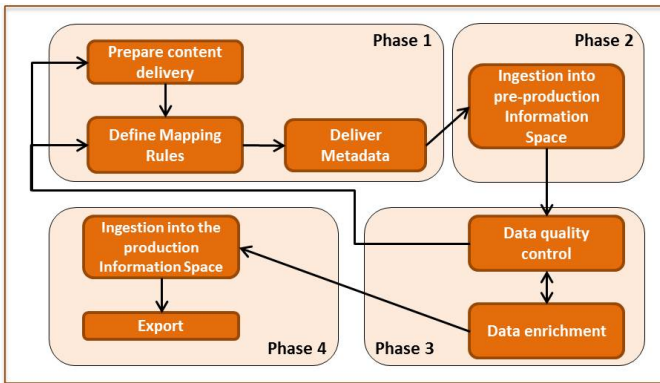 Phase 1
Prepare content
delivery
Define Mapping
Rules
Deliver
Metadata
Phase 2
Ingestion into
pre-production
Information
Space
Data quality
control
Data enrichment
Phase 3
Ingestion into the
production
Information Space
Export
Phase 4